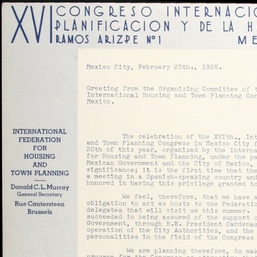 XVI CONGRESO INTERNACIO
PLANIFICACION Y DE LA H
RAMOS ARIZPE Nº1 ME
Mexico City, February 25th., 1938.
Greeting from the Organizing Committee of t
International Housing and Town Planning Con
Mexico.
INTERNATIONAL
FEDERATION
FOR
HOUSING
AND
TOWN PLANNING
Donald C.L. Murray
General Secretary
Rue Cantersteen
Brussels
The celebration of the XVIth., Int
and Town Planning Congress in Mexico City
20th of this year, organized by the Interna
for Housing and Town Planning, under the pa
Mexican Government and the City of Mexico,
significance; it is the first time that the
a meeting in a Spanish-speaking country and
honored in having this privilege granted t
We feel, therefore, that we have a
obligation to act as hosts to the Federation
delegates that will visit us this summer.
succeeded in being assured of the support o
Government, through H.E. President Cardenas
operation of the City Authorities, and the
personalities in the field of the Congress
We are planning therefore, to make